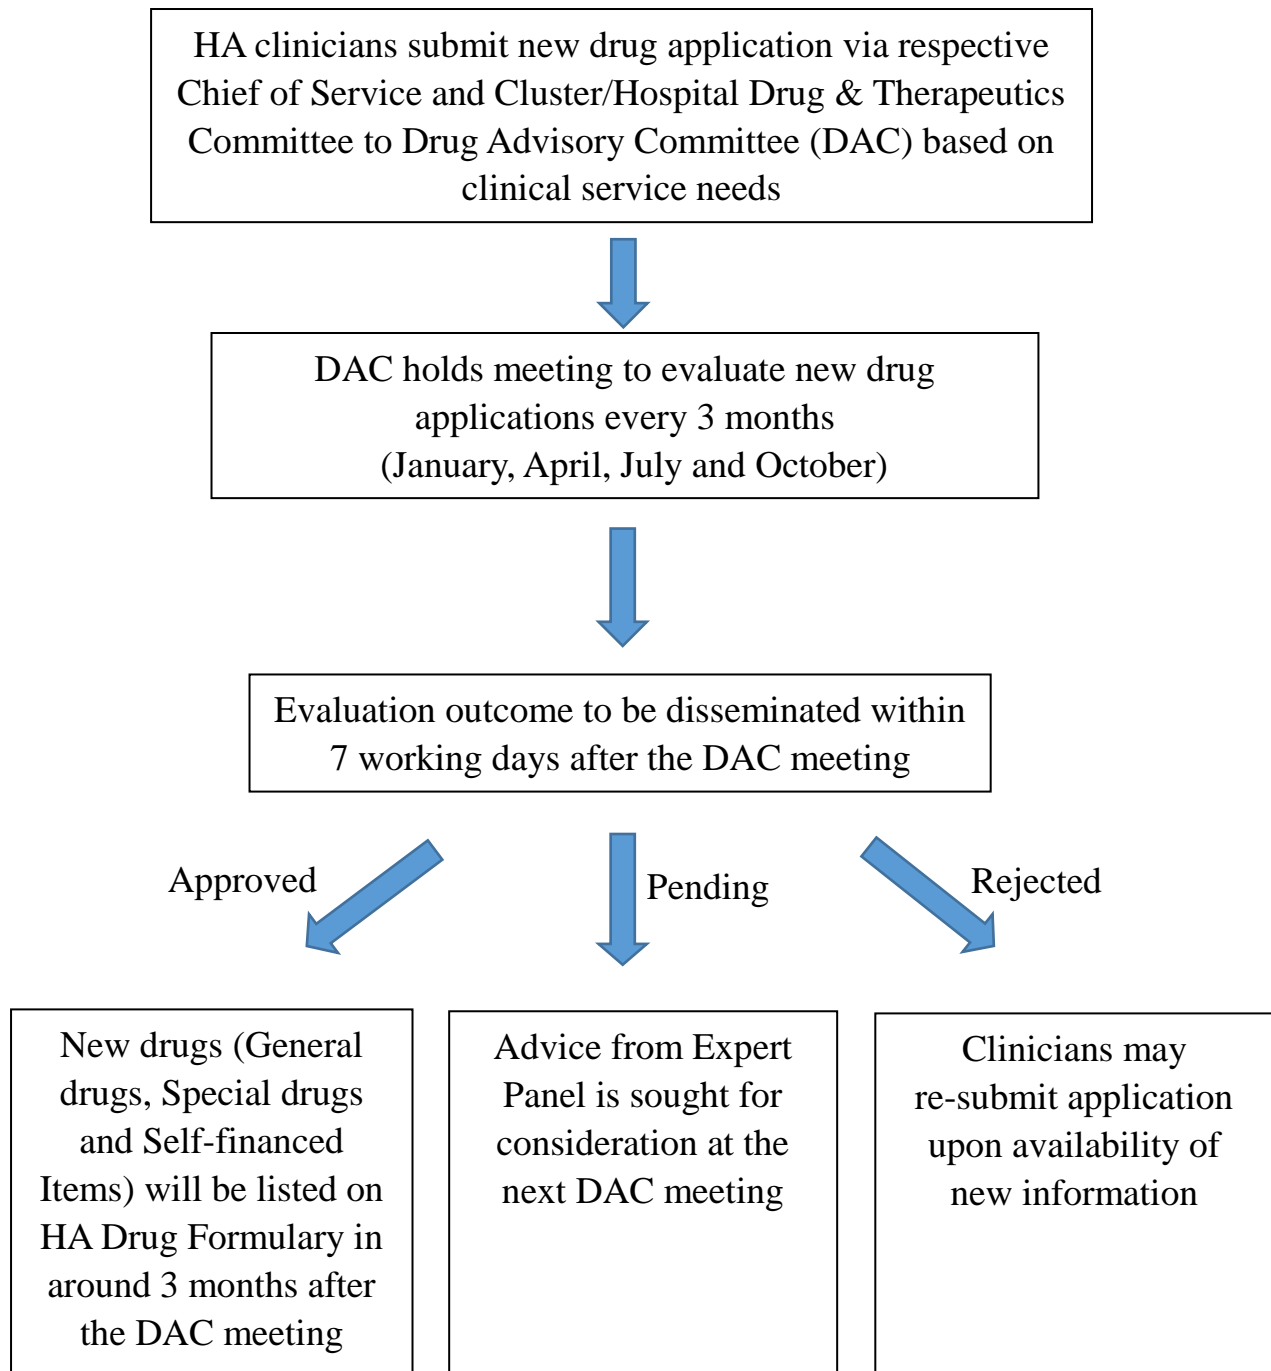 HA clinicians submit new drug application via respective
Chief of Service and Cluster/Hospital Drug & Therapeutics
Committee to Drug Advisory Committee (DAC) based on
clinical service needs
DAC holds meeting to evaluate new drug
applications every 3 months
(January, April, July and October)
Evaluation outcome to be disseminated within
7 working days after the DAC meeting
Approved
Pending
Rejected
New drugs (General
drugs, Special drugs
and Self-financed
Items) will be listed on
HA Drug Formulary in
around 3 months after
the DAC meeting
Advice from Expert
Panel is sought for
consideration at the
next DAC meeting
Clinicians may
re-submit application
upon availability of
new information